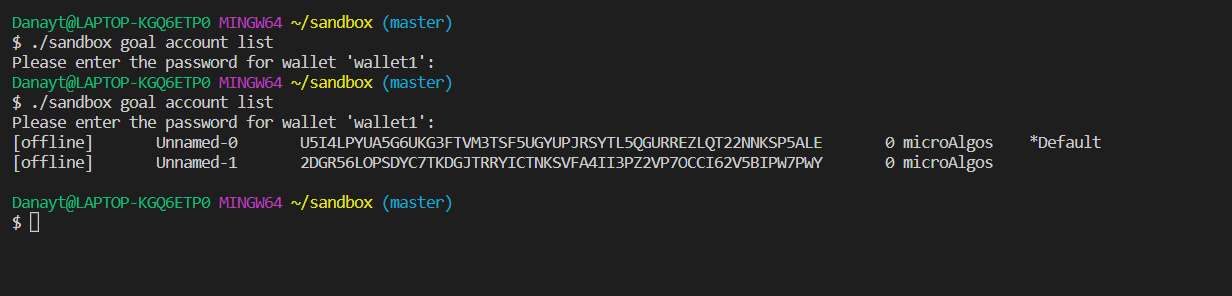 Danayt@LAPTOP-KGQ6ETP0 MINGW64 ~/sandbox (master)
$ ./sandbox goal account list
Please enter the password for wallet 'wallet1':
Danayt@LAPTOP-KGQ6ETP0 MINGW64 ~/sandbox (master)
$ ./sandbox goal account list
Please enter the password for wallet 'wallet1':
[offline] Unnamed-0 U5I4LPYUA5G6UKG3FTVM3TSF5UGYUPJRSYTL5QGURREZLQT22NNKSP5ALE 0 microAlgos *Default
[offline] Unnamed-1 2DGR56LOPSDYC7TKDGJTRRYICTNKSVFA4II3PZ2VP7OCCI62V5BIPW7PWY 0 microAlgos
Danayt@LAPTOP-KGQ6ETP0 MINGW64 ~/sandbox (master)
$